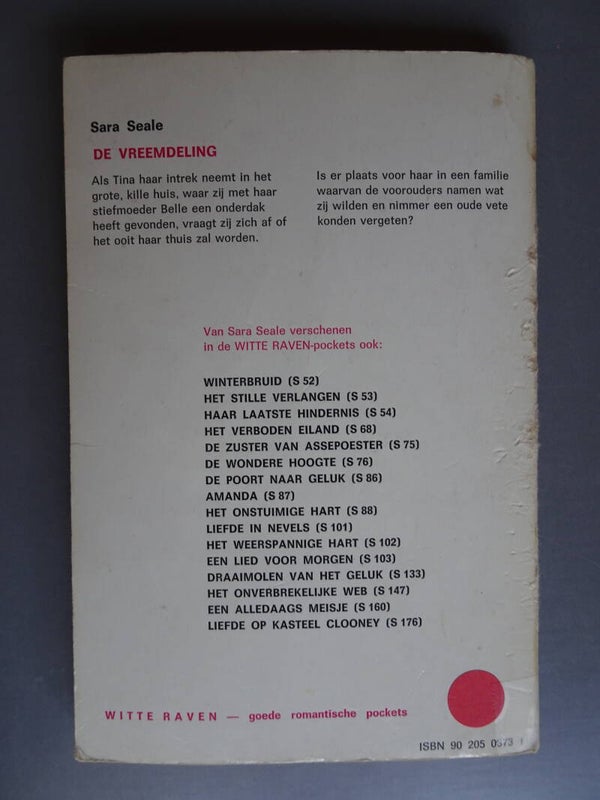 Sara Seale
DE VREEMDELING
Als Tina haar intrek neemt in het
grote, kille huis, waar zij met haar
stiefmoeder Belle een onderdak
heeft gevonden, vraagt zij zich af of
het ooit haar thuis zal worden.
Is er plaats voor haar in een familie
waarvan de voorouders namen wat
zij wilden en nimmer een oude vete
konden vergeten?
Van Sara Seale verschenen
in de WITTE RAVEN-pockets ook:
WINTERBRUID (S 52)
HET STILLE VERLANGEN (S 53)
HAAR LAATSTE HINDERNIS (S 54)
HET VERBODEN EILAND (S 68)
DE ZUSTER VAN ASSEPOESTER (S 75)
DE WONDERE HOOGTE (S 76)
DE POORT NAAR GELUK (S 86)
AMANDA (S 87)
HET ONSTUIMIGE HART (S 88)
LIEFDE IN NEVELS (S 101)
HET WEERSPANNIGE HART (S 102)
EEN LIED VOOR MORGEN (S 103)
DRAAIMOLEN VAN HET GELUK (S 133)
HET ONVERBREKELIJKE WEB (S 147)
EEN ALLEDAAGS MEISJE (S 160)
LIEFDE OP KASTEEL CLOONEY (S 176)
WITTE RAVEN — goede romantische pockets
ISBN 90 205 0373